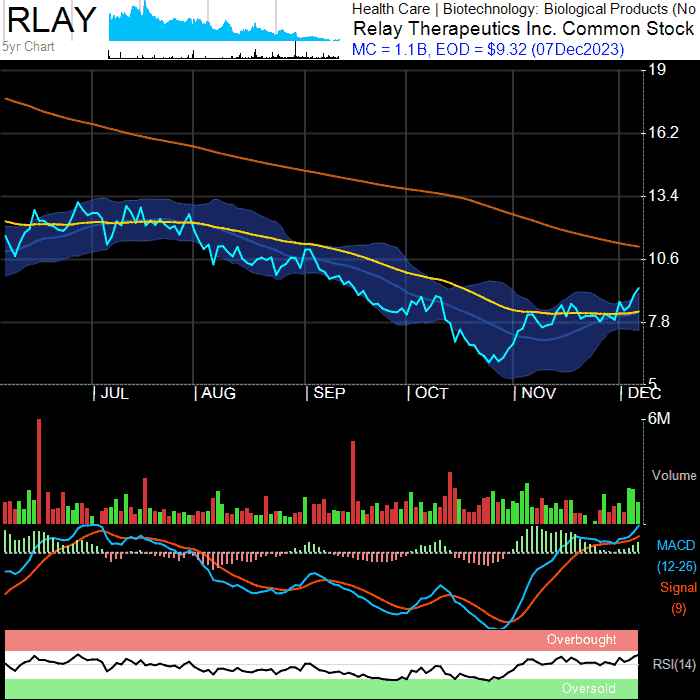 RLAY
5yr Chart
Health Care | Biotechnology: Biological Products (No
Relay Therapeutics Inc. Common Stock
MC = 1.1B, EOD = $9.32 (07Dec2023)
19
16.2
13.4
10.6
7.8
5
JUL
AUG
SEP
OCT
NOV
DEC
6M
Volume
MACD
(12-26)
Signal
(9)
Overbought
RSI(14)
Oversold